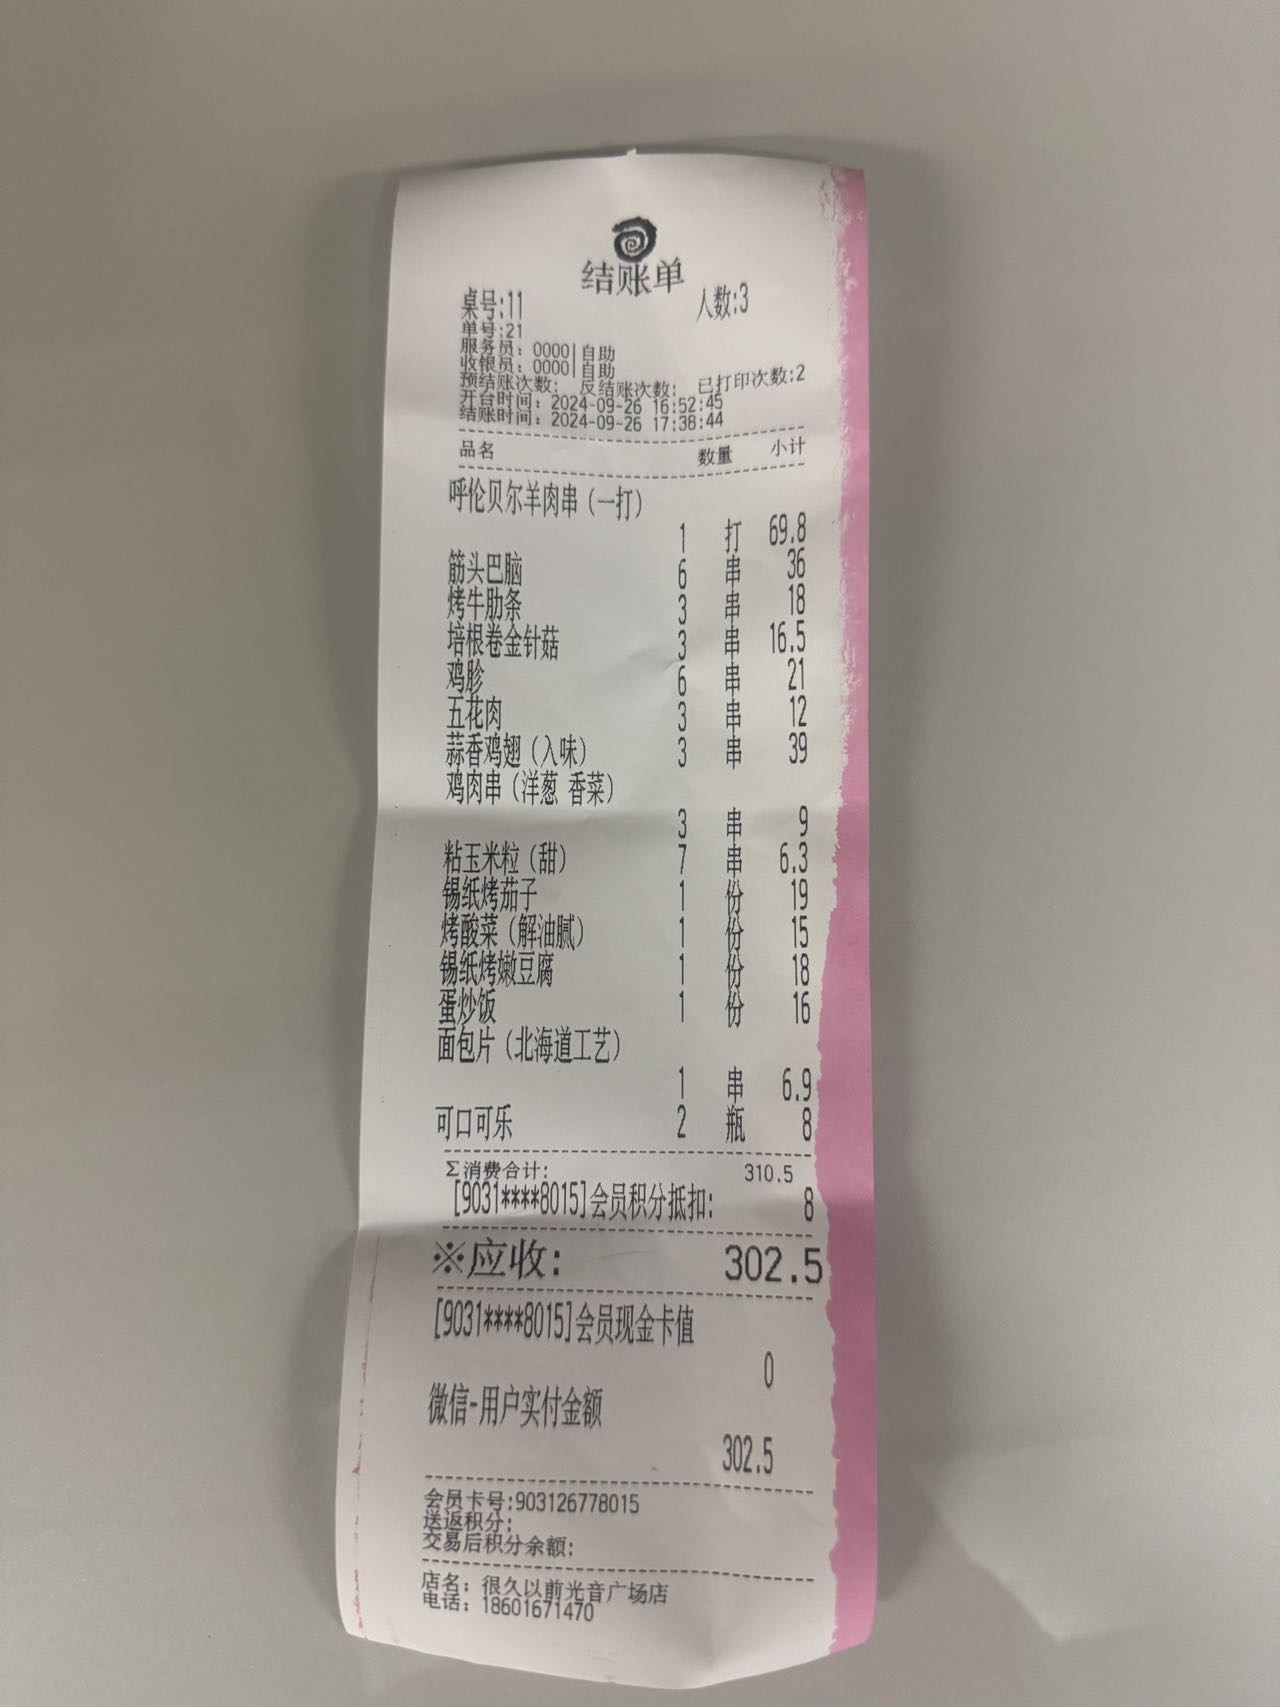 结账单
桌号:11 人数:3
单号:21
服务员: 0000|自助
收银员: 0000|自助
预结账次数: 反结账次数: 已打印次数:2
开台时间: 2024-09-26 16:52:45
结账时间: 2024-09-26 17:38:44
品名 数量 小计
呼伦贝尔羊肉串(一打)
1 打 69.8
筋头巴脑 6 串 36
烤牛肋条 3 串 18
培根卷金针菇 3 串 16.5
鸡胗 6 串 21
五花肉 3 串 12
蒜香鸡翅(入味) 3 串 39
鸡肉串(洋葱 香菜)
3 串 9
粘玉米粒(甜) 7 串 6.3
锡纸烤茄子 1 份 19
烤酸菜(解油腻) 1 份 15
锡纸烤嫩豆腐 1 份 18
蛋炒饭 1 份 16
面包片(北海道工艺)
1 串 6.9
可口可乐 2 瓶 8
Σ消费合计: 310.5
[9031****8015]会员积分抵扣: 8
※应收: 302.5
[9031****8015]会员现金卡值
0
微信-用户实付金额
302.5
会员卡号:903126778015
送返积分:
交易后积分余额:
店名: 很久以前光音广场店
电话: 18601671470